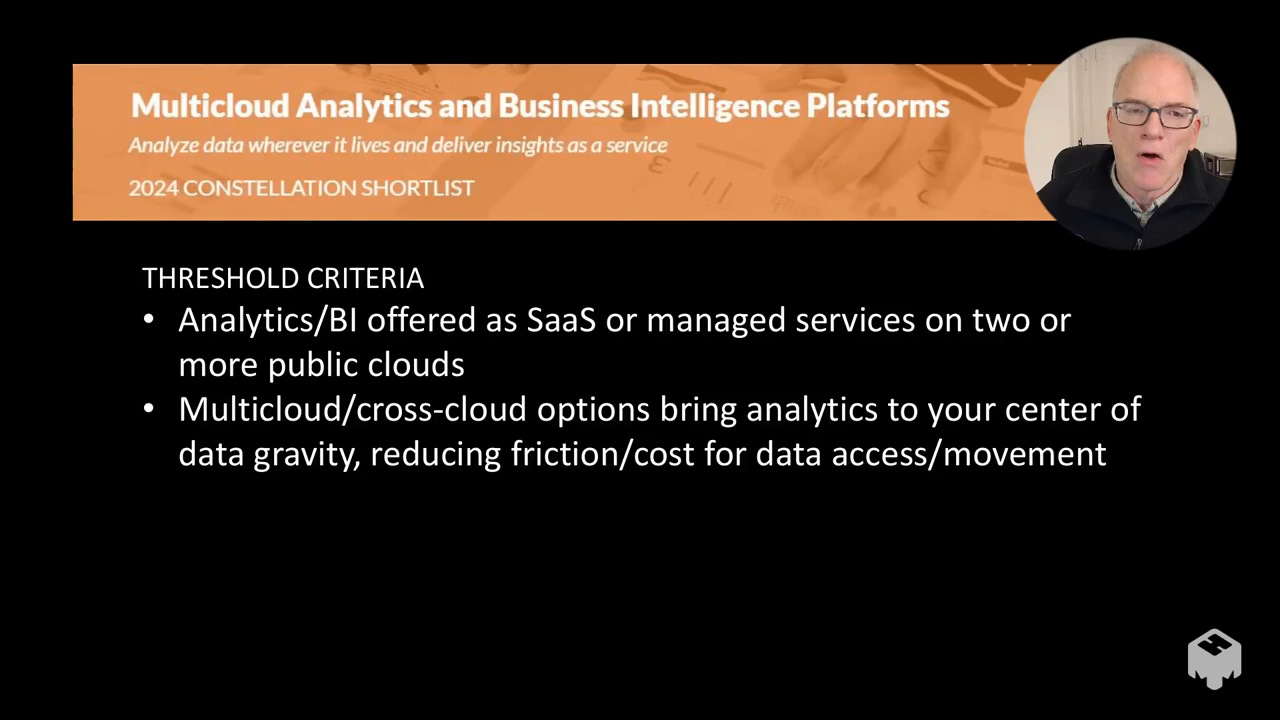 Multicloud Analytics and Business Intelligence Platforms
Analyze data wherever it lives and deliver insights as a service
2024 CONSTELLATION SHORTLIST
THRESHOLD CRITERIA
• Analytics/BI offered as SaaS or managed services on two or
more public clouds
• Multicloud/cross-cloud options bring analytics to your center of
data gravity, reducing friction/cost for data access/movement